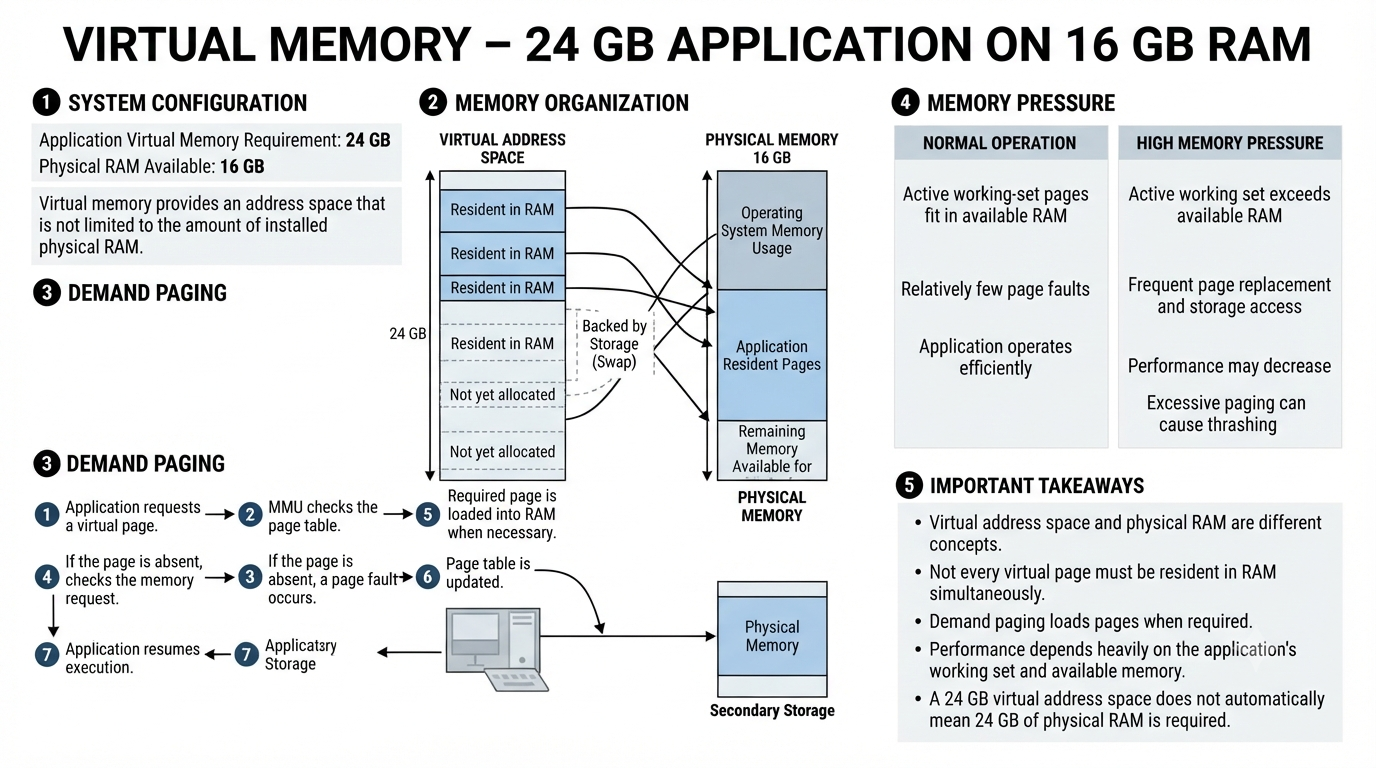 VIRTUAL MEMORY – 24 GB APPLICATION ON 16 GB RAM
1 SYSTEM CONFIGURATION
Application Virtual Memory Requirement: 24 GB
Physical RAM Available: 16 GB
Virtual memory provides an address space that
is not limited to the amount of installed
physical RAM.
3 DEMAND PAGING
2 MEMORY ORGANIZATION
VIRTUAL ADDRESS
SPACE
24 GB
Resident in RAM
Resident in RAM
Resident in RAM
Resident in RAM
Not yet allocated
Not yet allocated
Backed by
Storage
(Swap)
PHYSICAL MEMORY
16 GB
Operating
System Memory
Usage
Application
Resident Pages
Remaining
Memory
Available for
PHYSICAL
MEMORY
3 DEMAND PAGING
1 Application requests
a virtual page.
2 MMU checks the
page table.
5 Required page is
loaded into RAM
when necessary.
4 If the page is absent,
checks the memory
request.
3 If the page is
absent, a page fault
occurs.
6 Page table is
updated.
7 Application resumes
execution.
7 Applicatry
Storage
Physical
Memory
Secondary Storage
4 MEMORY PRESSURE
NORMAL OPERATION
Active working-set pages
fit in available RAM
Relatively few page faults
Application operates
efficiently
HIGH MEMORY PRESSURE
Active working set exceeds
available RAM
Frequent page replacement
and storage access
Performance may decrease
Excessive paging can
cause thrashing
5 IMPORTANT TAKEAWAYS
• Virtual address space and physical RAM are different
concepts.
• Not every virtual page must be resident in RAM
simultaneously.
• Demand paging loads pages when required.
• Performance depends heavily on the application's
working set and available memory.
• A 24 GB virtual address space does not automatically
mean 24 GB of physical RAM is required.